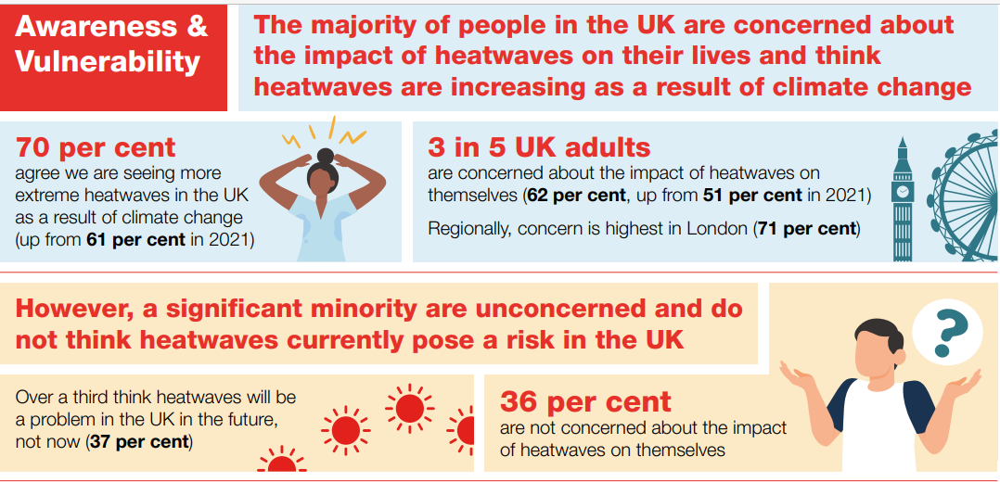 Awareness &
Vulnerability
The majority of people in the UK are concerned about
the impact of heatwaves on their lives and think
heatwaves are increasing as a result of climate change
70 per cent
agree we are seeing more
extreme heatwaves in the UK
as a result of climate change
(up from 61 per cent in 2021)
3 in 5 UK adults
are concerned about the impact of heatwaves on
themselves (62 per cent, up from 51 per cent in 2021)
Regionally, concern is highest in London (71 per cent)
However, a significant minority are unconcerned and do
not think heatwaves currently pose a risk in the UK
?
Over a third think heatwaves will be
a problem in the UK in the future,
not now (37 per cent)
36 per cent
are not concerned about the impact
of heatwaves on themselves